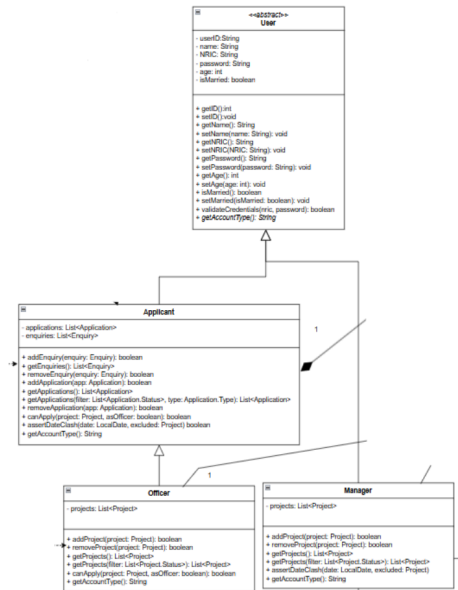 <<abstract>>
User
- userID:String
- name: String
- NRIC: String
- password: String
- age: int
- isMarried: boolean
+ getID():int
+ setID():void
+ getName(): String
+ setName(name: String): void
+ getNRIC(): String
+ setNRIC(NRIC: String): void
+ getPassword(): String
+ setPassword(password: String): void
+ getAge(): int
+ setAge(age: int): void
+ isMarried(): boolean
+ setMarried(isMarried: boolean): void
+ validateCredentials(nric, password): boolean
+ getAccountType(): String
Applicant
- applications: List<Application>
- enquiries: List<Enquiry>
+ addEnquiry(enquiry: Enquiry): boolean
+ getEnquiries(): List<Enquiry>
+ removeEnquiry(enquiry: Enquiry): boolean
+ addApplication(app: Application): boolean
+ getApplications(): List<Application>
+ getApplications(filter: List<Application.Status>, type: Application.Type): List<Application>
+ removeApplication(app: Application): boolean
+ canApply(project: Project, asOfficer: boolean): boolean
+ assertDateClash(date: LocalDate, excluded: Project) boolean
+ getAccountType(): String
1
1
Officer
- projects: List<Project>
+ addProject(project: Project): boolean
+ removeProject(project: Project): boolean
+ getProjects(): List<Project>
+ getProjects(filter: List<Project.Status>): List<Project>
+ canApply(project: Project, asOfficer: boolean): boolean
+ getAccountType(): String
Manager
- projects: List<Project>
+ addProject(project: Project): boolean
+ removeProject(project: Project): boolean
+ getProjects(): List<Project>
+ getProjects(filter: List<Project.Status>): List<Project>
+ assertDateClash(date: LocalDate, excluded: Project)
+ getAccountType(): String